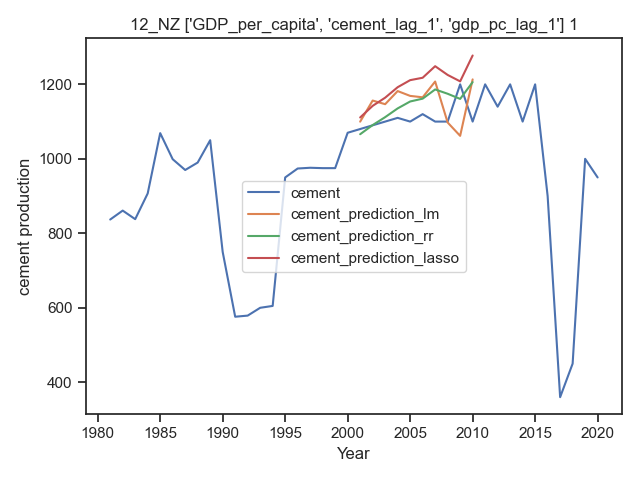 12_NZ ['GDP_per_capita', 'cement_lag_1', 'gdp_pc_lag_1'] 1
cement production
1200
1000
800
600
400
cement
cement_prediction_lm
cement_prediction_rr
cement_prediction_lasso
1980 1985 1990 1995 2000 2005 2010 2015 2020
Year